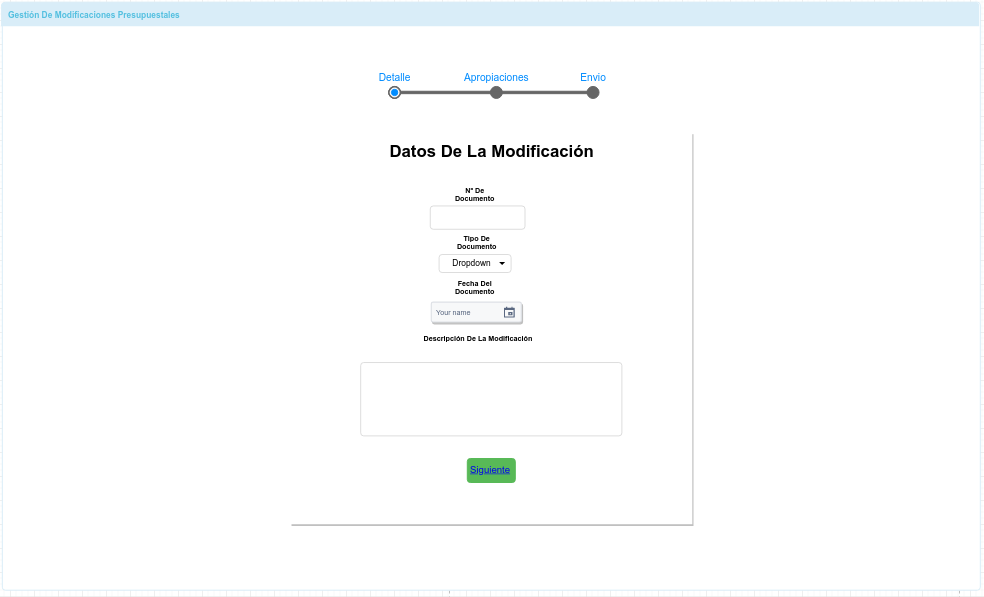 Gestión De Modificaciones Presupuestales
Detalle Apropiaciones Envio
Datos De La Modificación
N° De
Documento
Tipo De
Documento
Dropdown
Fecha Del
Documento
Your name
Descripción De La Modificación
Siguiente